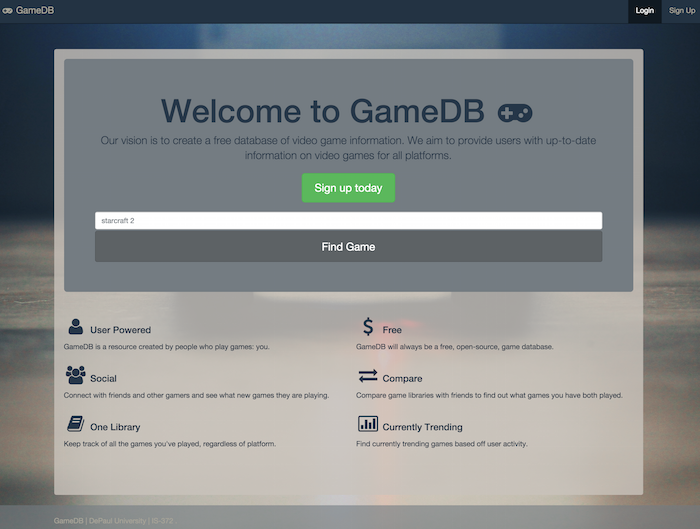 GameDB
Login
Sign Up
Welcome to GameDB
Our vision is to create a free database of video game information. We aim to provide users with up-to-date
information on video games for all platforms.
Sign up today
starcraft 2
Find Game
User Powered
GameDB is a resource created by people who play games: you.
$ Free
GameDB will always be a free, open-source, game database.
Social
Connect with friends and other gamers and see what new games they are playing.
Compare
Compare game libraries with friends to find out what games you have both played.
One Library
Keep track of all the games you've played, regardless of platform.
Currently Trending
Find currently trending games based off user activity.
GameDB | DePaul University | IS-372